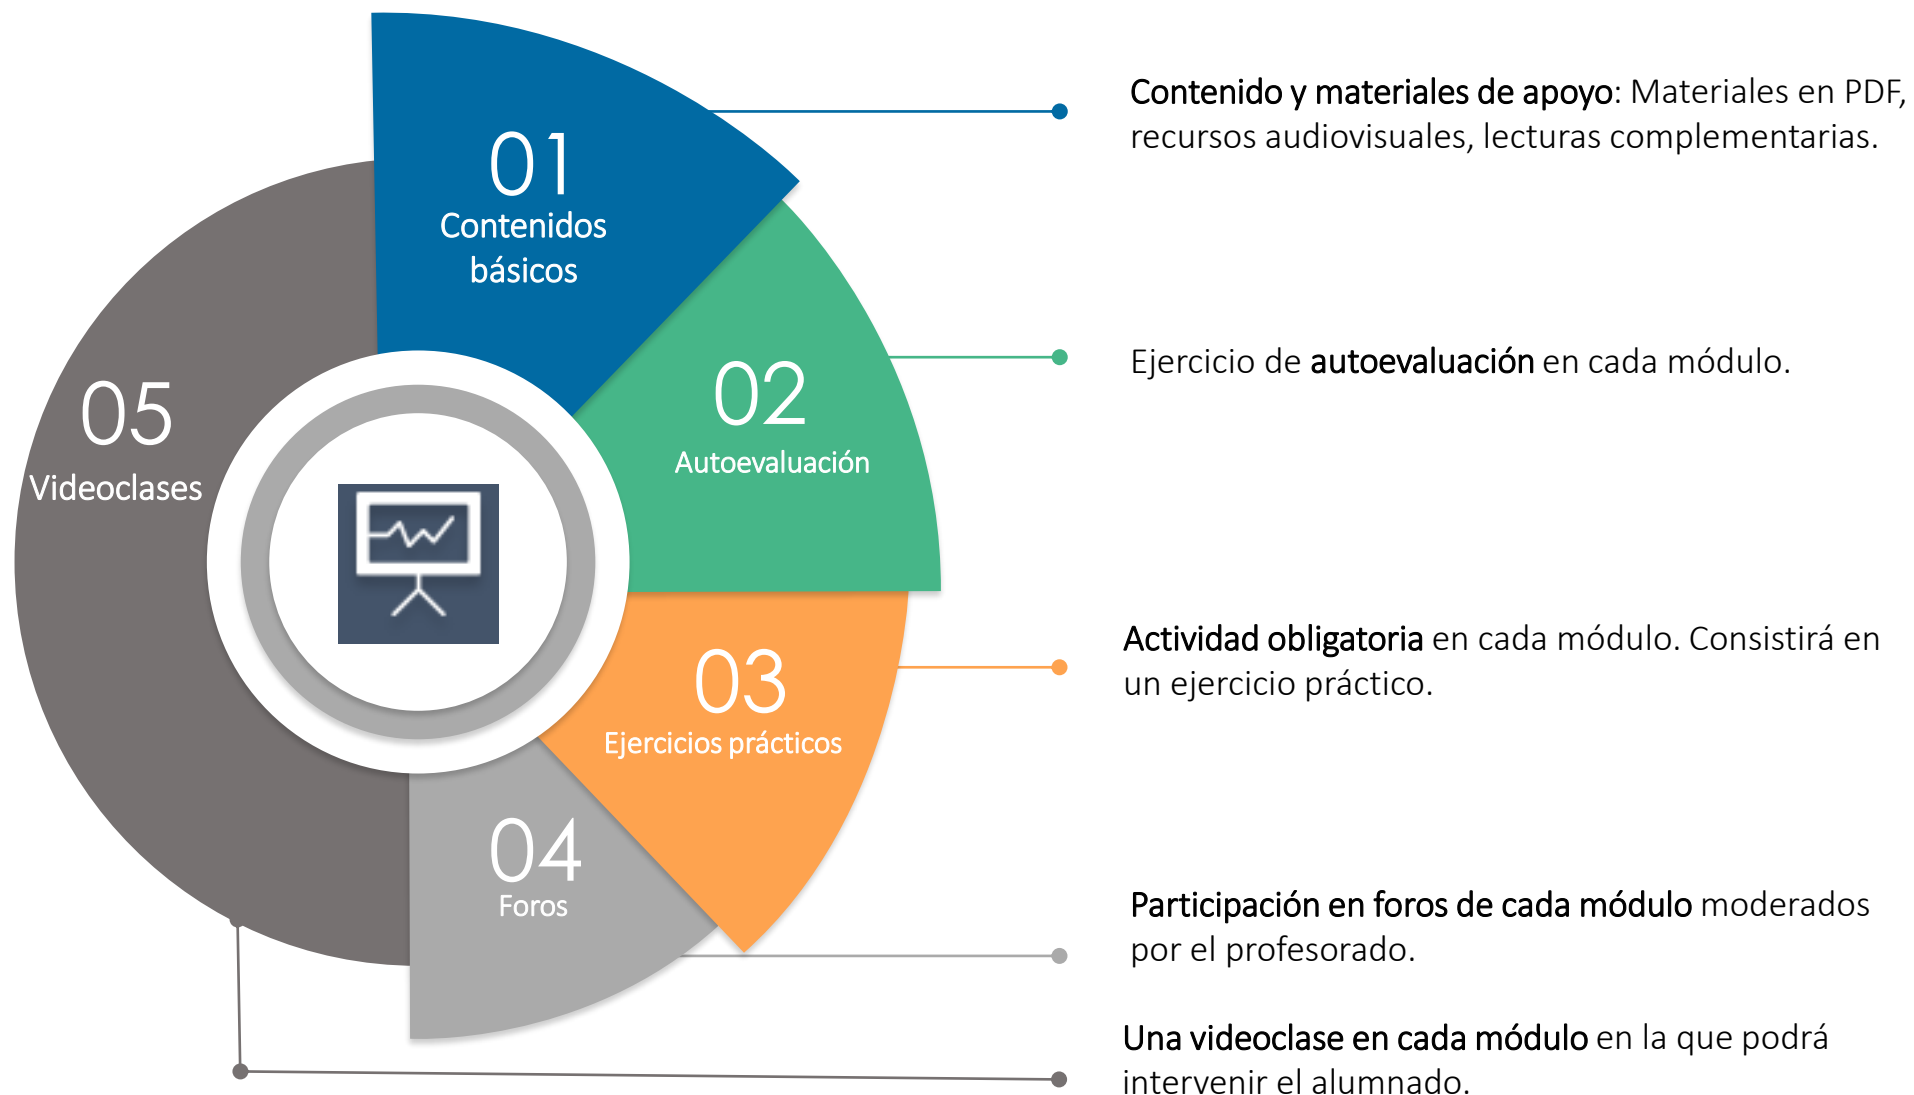 01
Contenidos
básicos
Contenido y materiales de apoyo: Materiales en PDF,
recursos audiovisuales, lecturas complementarias.
02
Autoevaluación
Ejercicio de autoevaluación en cada módulo.
03
Ejercicios prácticos
Actividad obligatoria en cada módulo. Consistirá en
un ejercicio práctico.
04
Foros
Participación en foros de cada módulo moderados
por el profesorado.
05
Videoclases
Una videoclase en cada módulo en la que podrá
intervenir el alumnado.